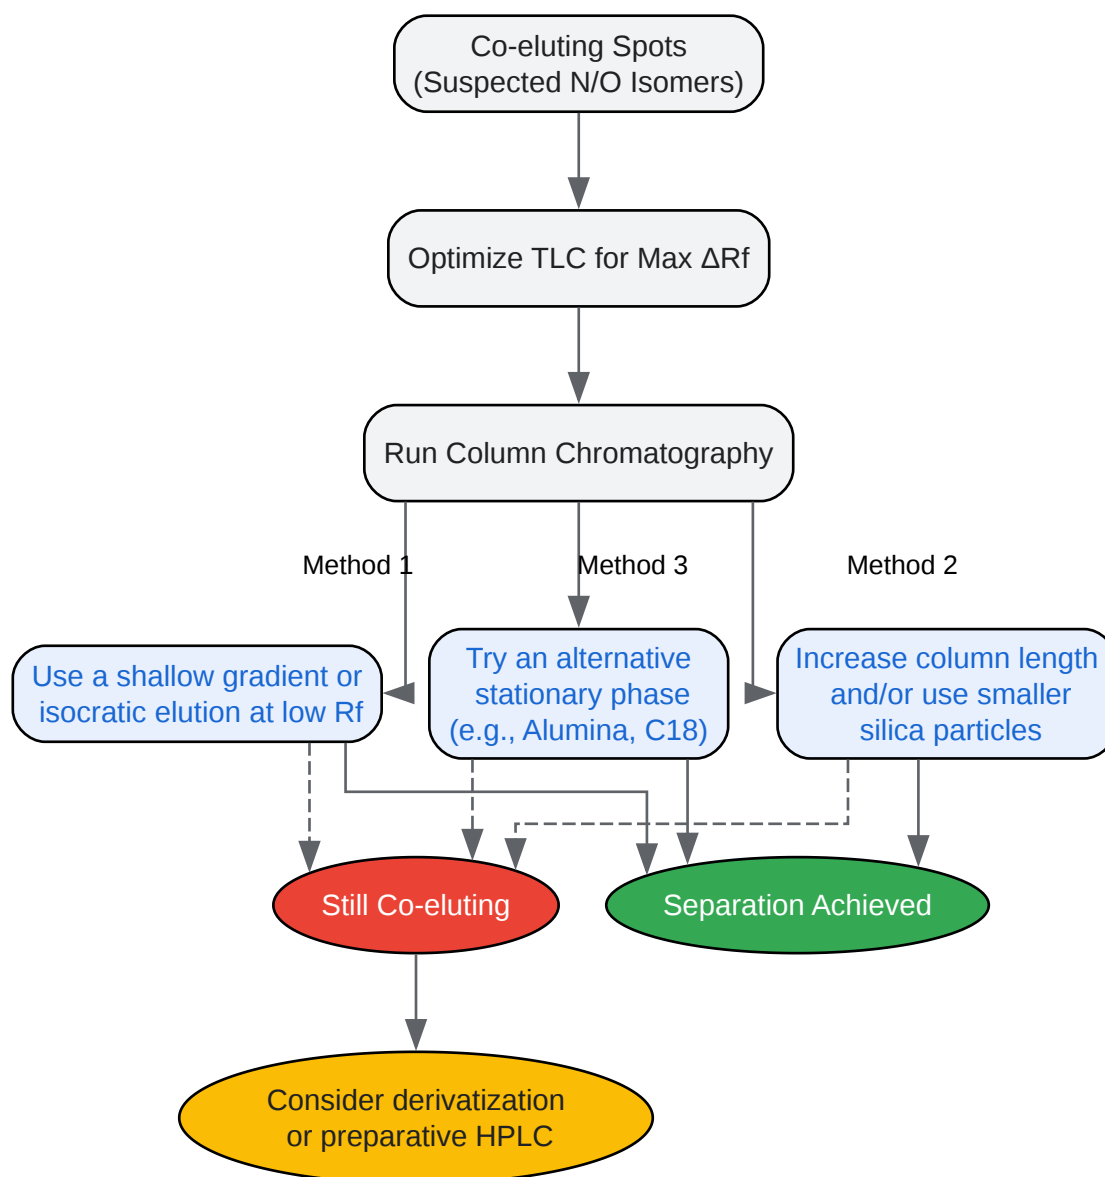 Co-eluting Spots
(Suspected N/O Isomers)
Optimize TLC for Max ΔRf
Run Column Chromatography
Method 1
Method 3
Method 2
Use a shallow gradient or
isocratic elution at low Rf
Try an alternative
stationary phase
(e.g., Alumina, C18)
Increase column length
and/or use smaller
silica particles
Still Co-eluting
Separation Achieved
Consider derivatization
or preparative HPLC